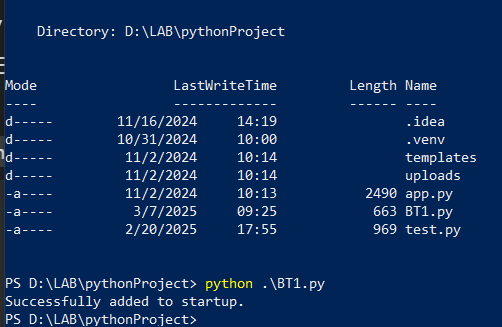 Directory: D:\LAB\pythonProject
Mode                 LastWriteTime         Length Name
----                 -------------         ------ ----
d-----        11/16/2024     14:19                .idea
d-----        10/31/2024     10:00                .venv
d-----         11/2/2024     10:14                templates
d-----         11/2/2024     10:14                uploads
-a----         11/2/2024     10:13           2490 app.py
-a----          3/7/2025     09:25            663 BT1.py
-a----         2/20/2025     17:55            969 test.py
PS D:\LAB\pythonProject> python .\BT1.py
Successfully added to startup.
PS D:\LAB\pythonProject>